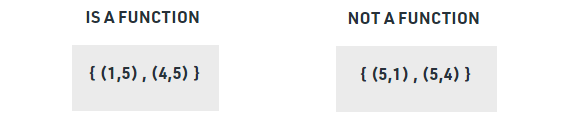 IS A FUNCTION
{ (1,5) , (4,5) }
NOT A FUNCTION
{ (5,1) , (5,4) }